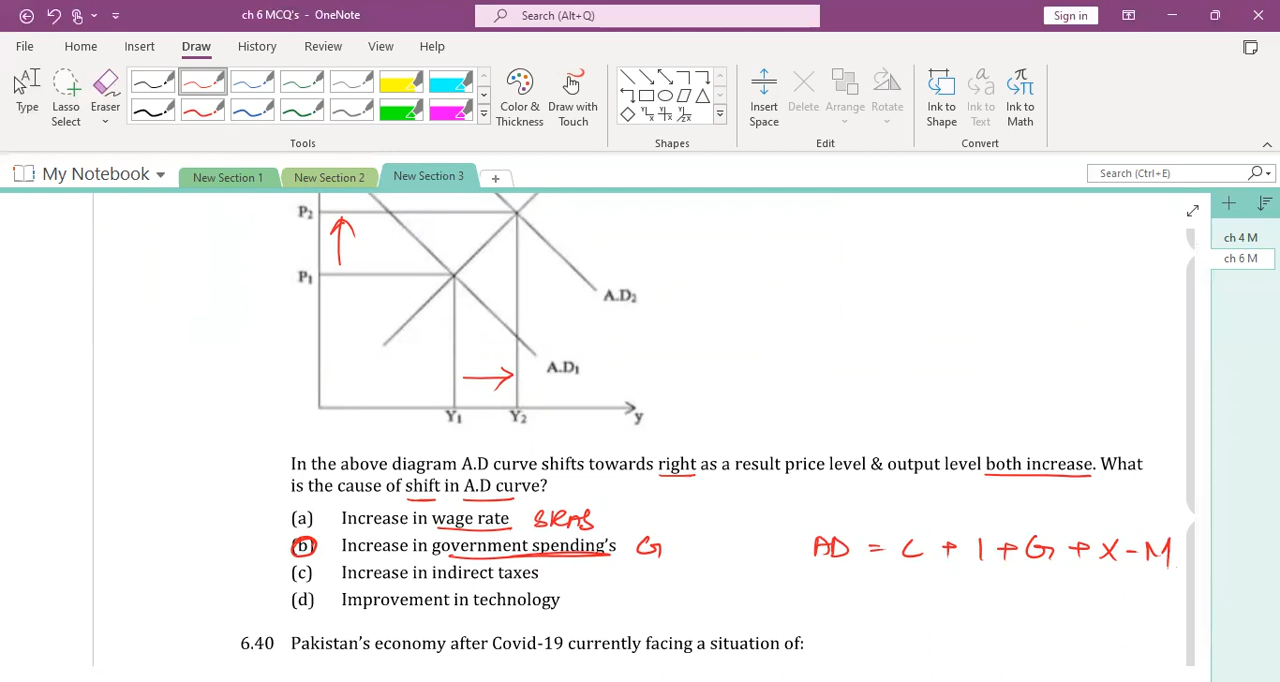 ch 6 MCQ's - OneNote
Search (Alt+Q)
Sign in
File Home Insert Draw History Review View Help
Type
Lasso Select
Eraser
Color & Thickness
Draw with Touch
Insert Space
Delete
Arrange
Rotate
Ink to Shape
Ink to Text
Ink to Math
Tools
Shapes
Edit
Convert
My Notebook
New Section 1
New Section 2
New Section 3
Search (Ctrl+E)
ch 4 M
ch 6 M
P₂
P₁
A.D₂
A.D₁
Y₁ Y₂ y
In the above diagram A.D curve shifts towards right as a result price level & output level both increase. What
is the cause of shift in A.D curve?
(a) Increase in wage rate SRAS
(b) Increase in government spending's G AD = C + I + G + X - M
(c) Increase in indirect taxes
(d) Improvement in technology
6.40 Pakistan's economy after Covid-19 currently facing a situation of: